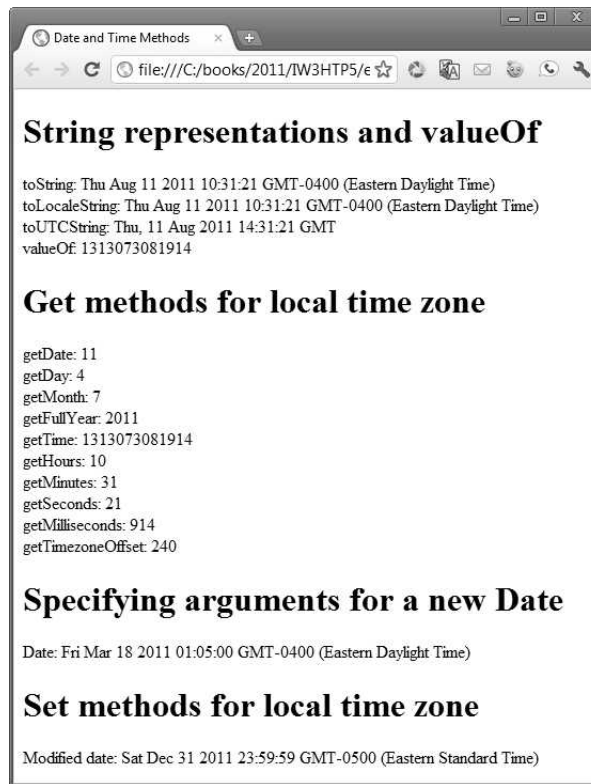 Date and Time Methods
file:///C:/books/2011/IW3HTP5/e
String representations and valueOf
toString: Thu Aug 11 2011 10:31:21 GMT-0400 (Eastern Daylight Time)
toLocaleString: Thu Aug 11 2011 10:31:21 GMT-0400 (Eastern Daylight Time)
toUTCString: Thu, 11 Aug 2011 14:31:21 GMT
valueOf: 1313073081914
Get methods for local time zone
getDate: 11
getDay: 4
getMonth: 7
getFullYear: 2011
getTime: 1313073081914
getHours: 10
getMinutes: 31
getSeconds: 21
getMilliseconds: 914
getTimezoneOffset: 240
Specifying arguments for a new Date
Date: Fri Mar 18 2011 01:05:00 GMT-0400 (Eastern Daylight Time)
Set methods for local time zone
Modified date: Sat Dec 31 2011 23:59:59 GMT-0500 (Eastern Standard Time)